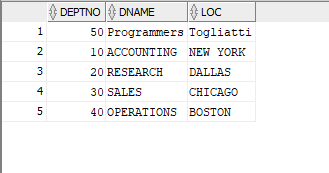 DEPTNO DNAME LOC
1 50 Programmers Togliatti
2 10 ACCOUNTING NEW YORK
3 20 RESEARCH DALLAS
4 30 SALES CHICAGO
5 40 OPERATIONS BOSTON